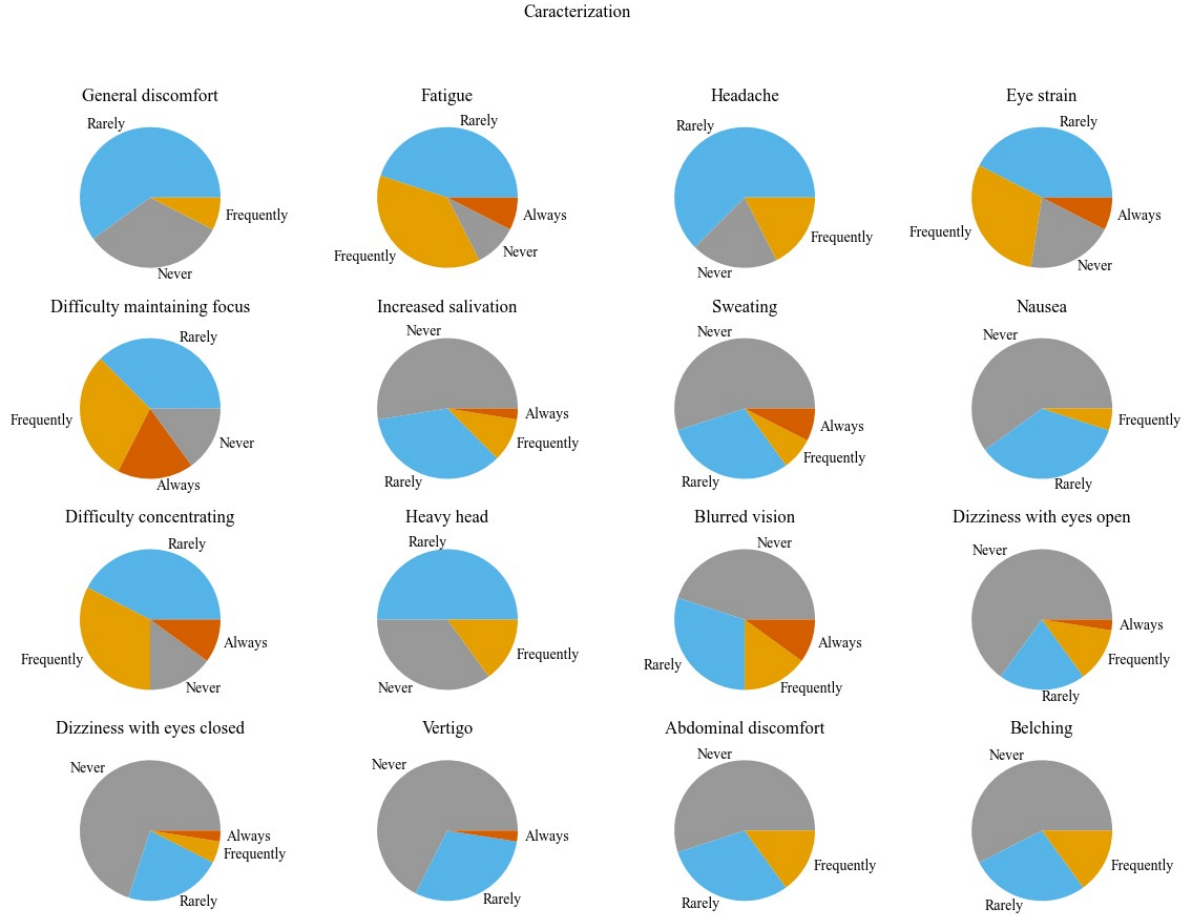 Caracterization
General discomfort
Rarely
Frequently
Never
Fatigue
Rarely
Always
Never
Frequently
Headache
Rarely
Frequently
Never
Eye strain
Rarely
Always
Never
Frequently
Difficulty maintaining focus
Rarely
Frequently
Never
Always
Increased salivation
Never
Always
Frequently
Rarely
Sweating
Never
Always
Frequently
Rarely
Nausea
Never
Frequently
Rarely
Difficulty concentrating
Rarely
Always
Frequently
Never
Heavy head
Rarely
Frequently
Never
Blurred vision
Never
Always
Rarely
Frequently
Dizziness with eyes open
Never
Always
Frequently
Rarely
Dizziness with eyes closed
Never
Always
Frequently
Rarely
Vertigo
Never
Always
Rarely
Abdominal discomfort
Never
Frequently
Rarely
Belching
Never
Frequently
Rarely